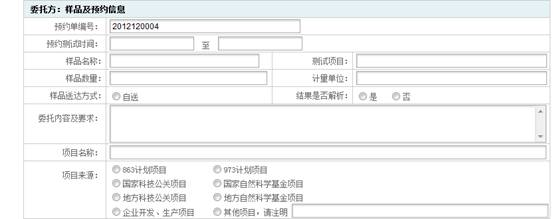 委托方：样品及预约信息
预约单编号： 2012120004
预约测试时间： 至
样品名称： 测试项目：
样品数量： 计量单位：
样品送达方式： 自送 结果是否解析： 是 否
委托内容及要求：
项目名称：
项目来源： 863计划项目 973计划项目
国家科技公关项目 国家自然科学基金项目
地方科技公关项目 地方自然科学基金项目
企业开发、生产项目 其他项目，请注明